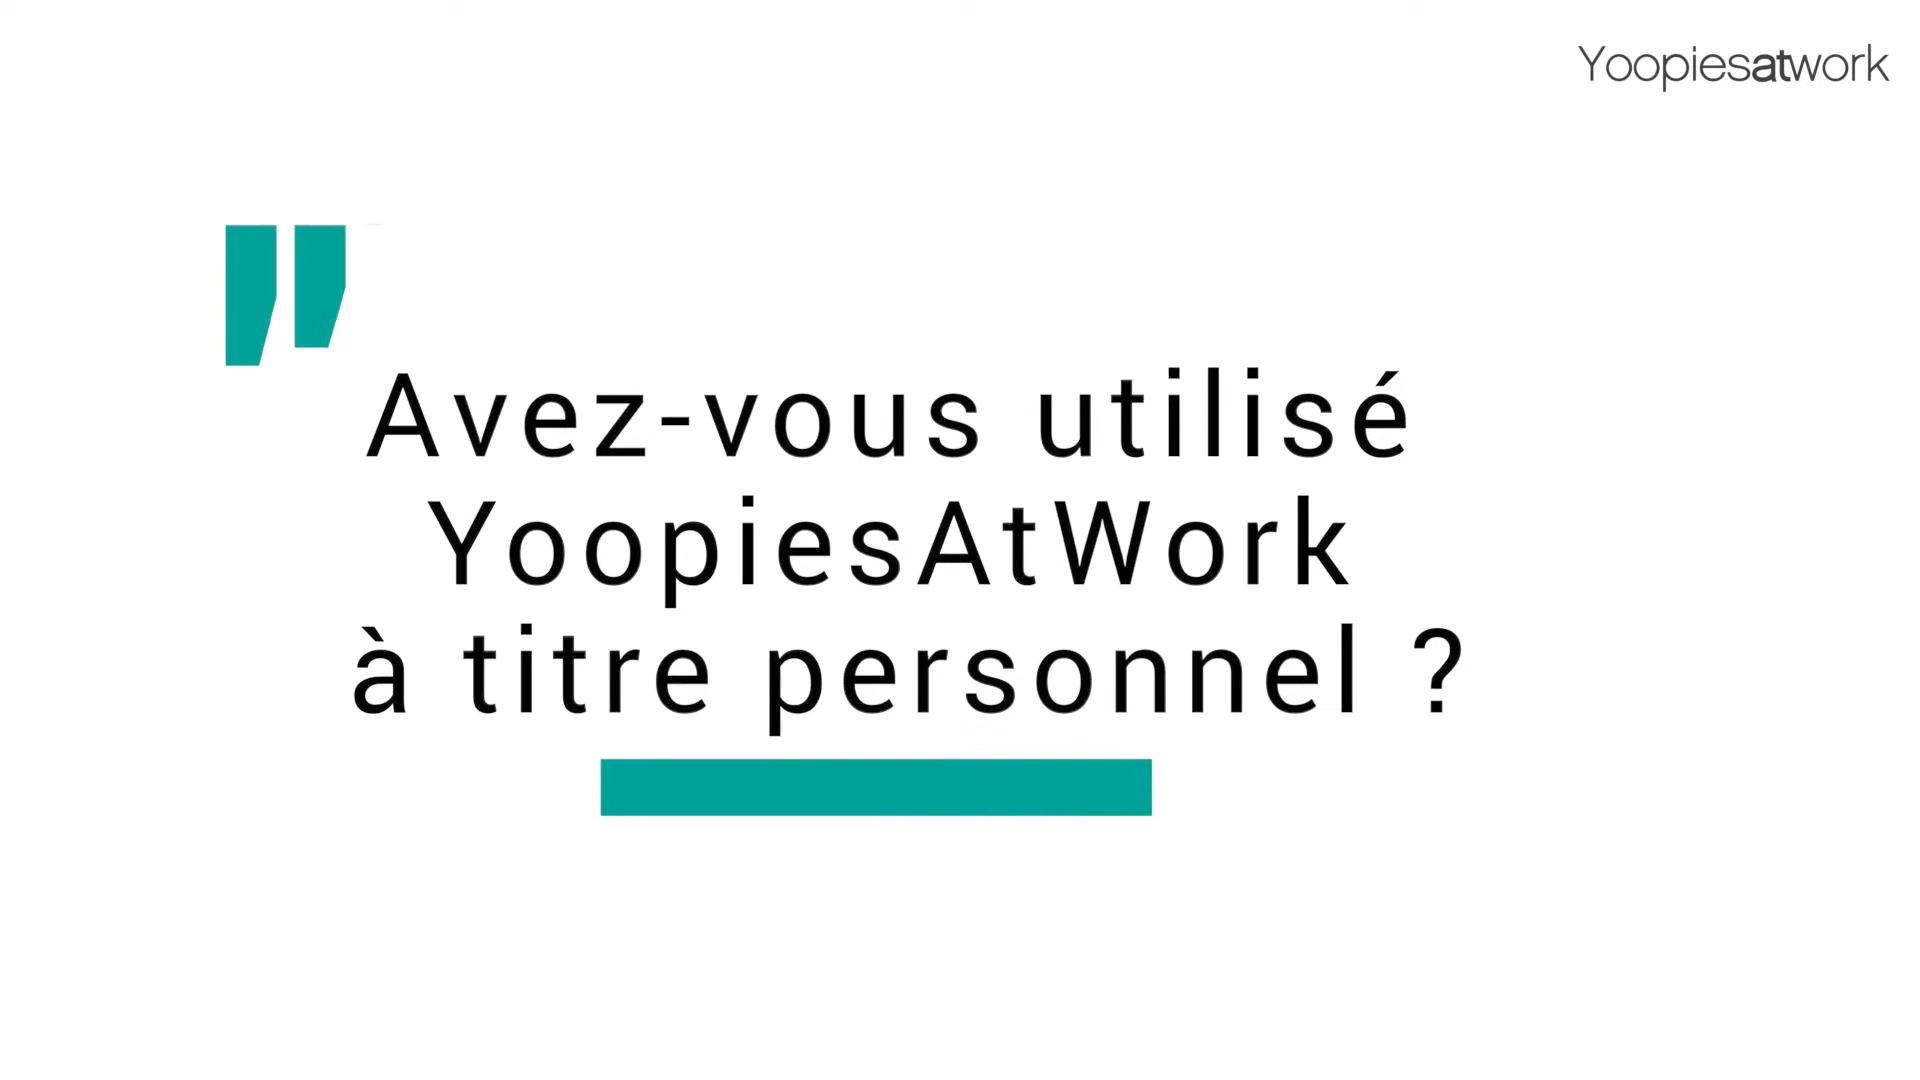 Yoopiesatwork
Avez-vous utilisé
YoopiesAtWork
à titre personnel ?